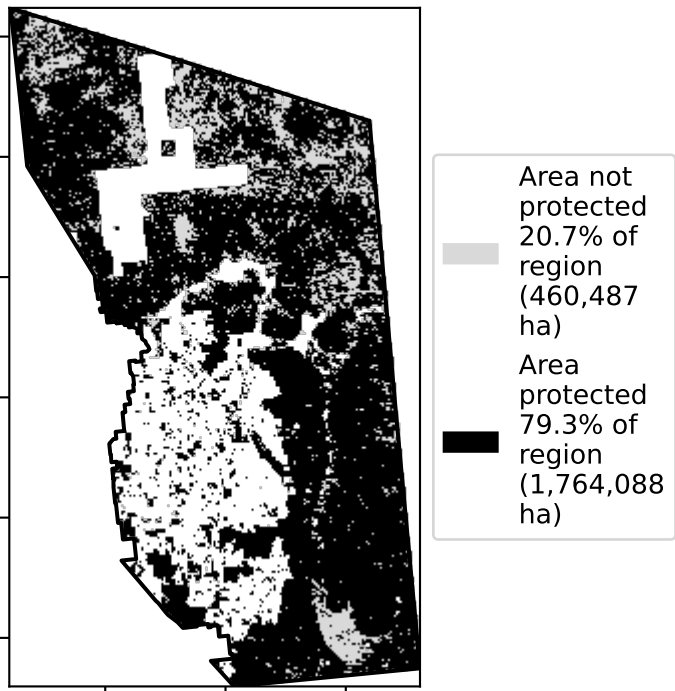 Area not
protected
20.7% of
region
(460,487
ha)
Area
protected
79.3% of
region
(1,764,088
ha)